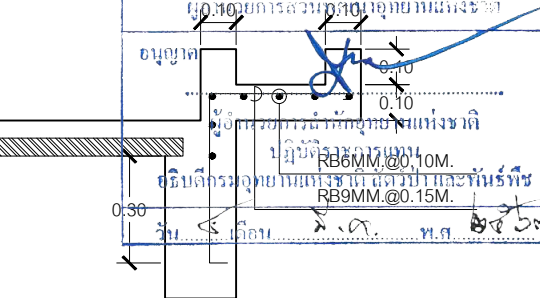 ผู้อำนวยการส่วนพัฒนาอุทยานแห่งชาติ
0.10 0.10
อนุญาต
0.10
0.10
ผู้อำนวยการสำนักอุทยานแห่งชาติ
ปฏิบัติราชการแทน
RB6MM.@0,10M.
อธิบดีกรมอุทยานแห่งชาติ สัตว์ป่า และพันธุ์พืช
RB9MM.@0.15M.
0.30
วัน เดือน มี.ค. พ.ศ